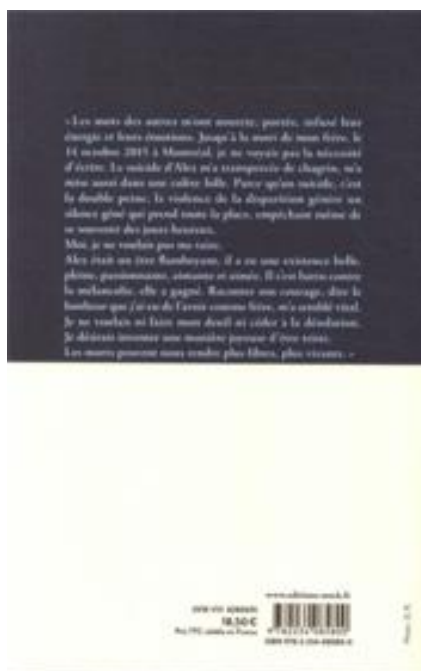 « Les mots des autres m'ont nourrie, portée, infusé leur
énergie et leurs émotions. Jusqu'à la mort de mon frère, le
14 octobre 2015 à Montréal, je ne voyais pas la nécessité
d'écrire. Le suicide d'Alex m'a transpercée de chagrin, m'a
mise aussi dans une colère folle. Parce qu'un suicide, c'est
la double peine, la violence de la disparition génère un
silence gêné qui prend toute la place, empêchant même de
se souvenir des jours heureux.
Moi, je ne voulais pas me taire.
Alex était un être flamboyant, il a eu une existence belle,
pleine, passionnante, aimante et aimée. Il s'est battu contre
la mélancolie, elle a gagné. Raconter son courage, dire le
bonheur que j'ai eu de l'avoir comme frère, m'a semblé vital.
Je ne voulais ni faire mon deuil ni céder à la désolation.
Je désirais inventer une manière joyeuse d'être triste.
Les morts peuvent nous rendre plus libres, plus vivants. »
www.editions-stock.fr
18,50 €
Prix TTC valable en France